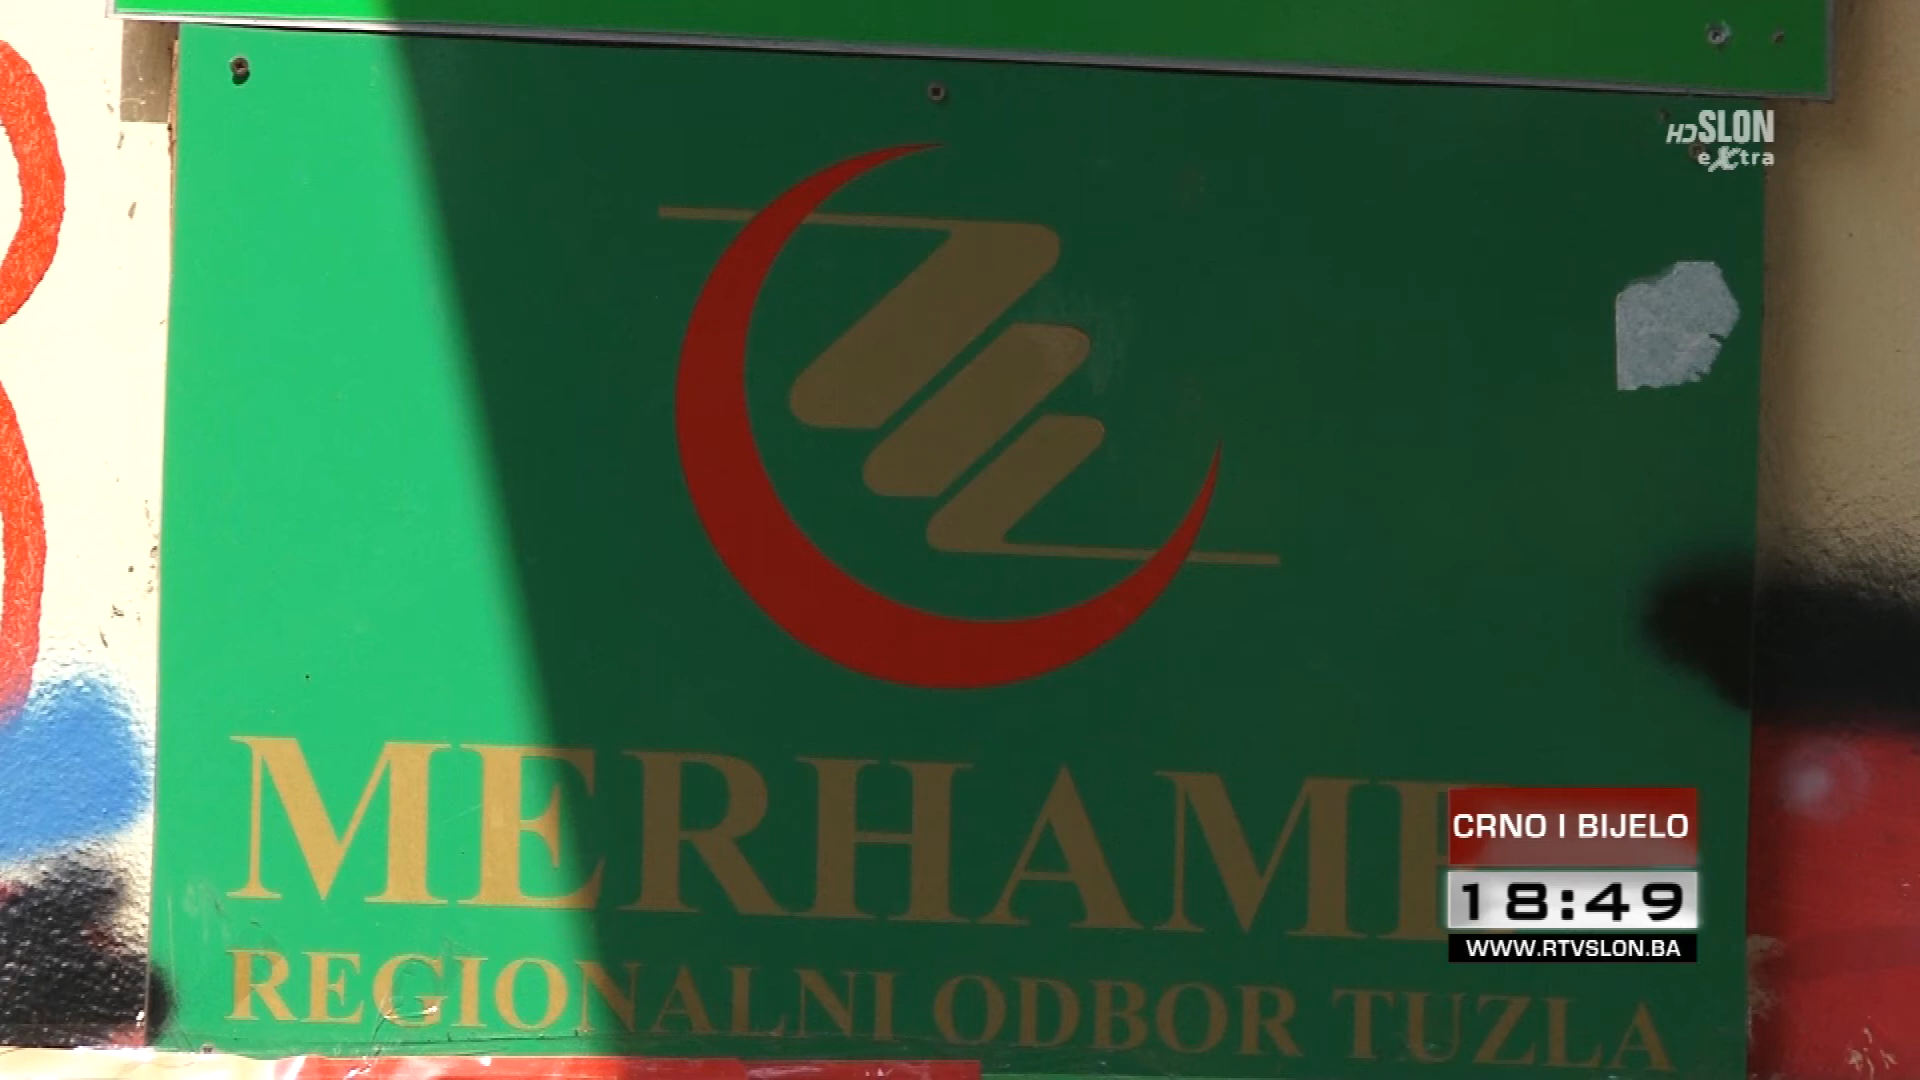 HD SLON
extra
MERHAME
REGIONALNI ODBOR TUZLA
CRNO I BIJELO
18:49
WWW.RTVSLON.BA